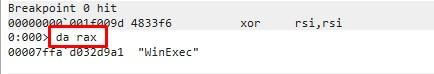 Breakpoint 0 hit
00000000`001f009d 4833f6 xor rsi,rsi
0:000> da rax
00007ffa`d032d9a1 "WinExec"